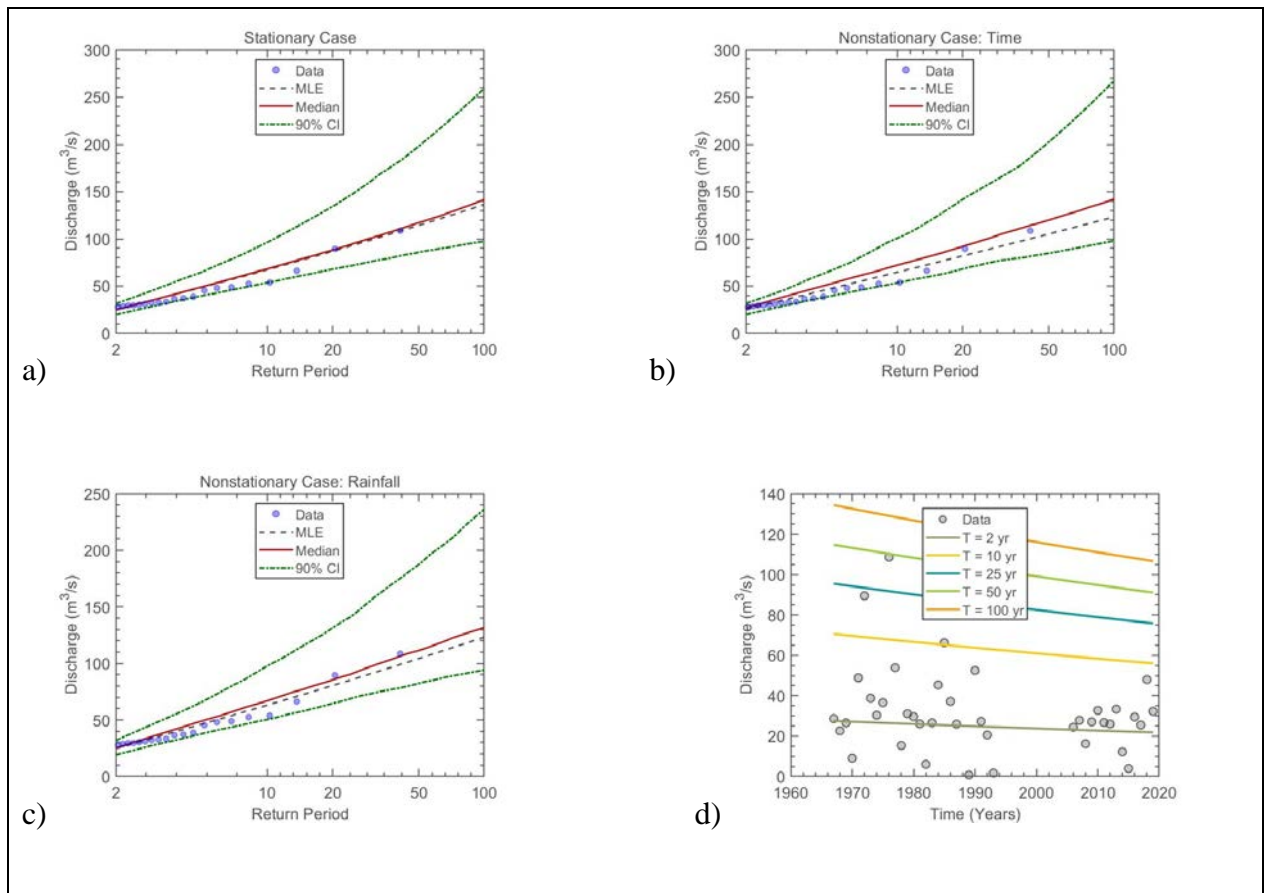 Stationary Case
300
250
200
150
100
50
0
Discharge (m³/s)
Data
MLE
Median
90% CI
2
10
20
50
100
Return Period
a)
Nonstationary Case: Time
300
250
200
150
100
50
0
Discharge (m³/s)
Data
MLE
Median
90% CI
2
10
20
50
100
Return Period
b)
Nonstationary Case: Rainfall
250
200
150
100
50
0
Discharge (m³/s)
Data
MLE
Median
90% CI
2
10
20
50
100
Return Period
c)
140
120
100
80
60
40
20
0
Discharge (m³/s)
Data
T = 2 yr
T = 10 yr
T = 25 yr
T = 50 yr
T = 100 yr
1960
1970
1980
1990
2000
2010
2020
Time (Years)
d)